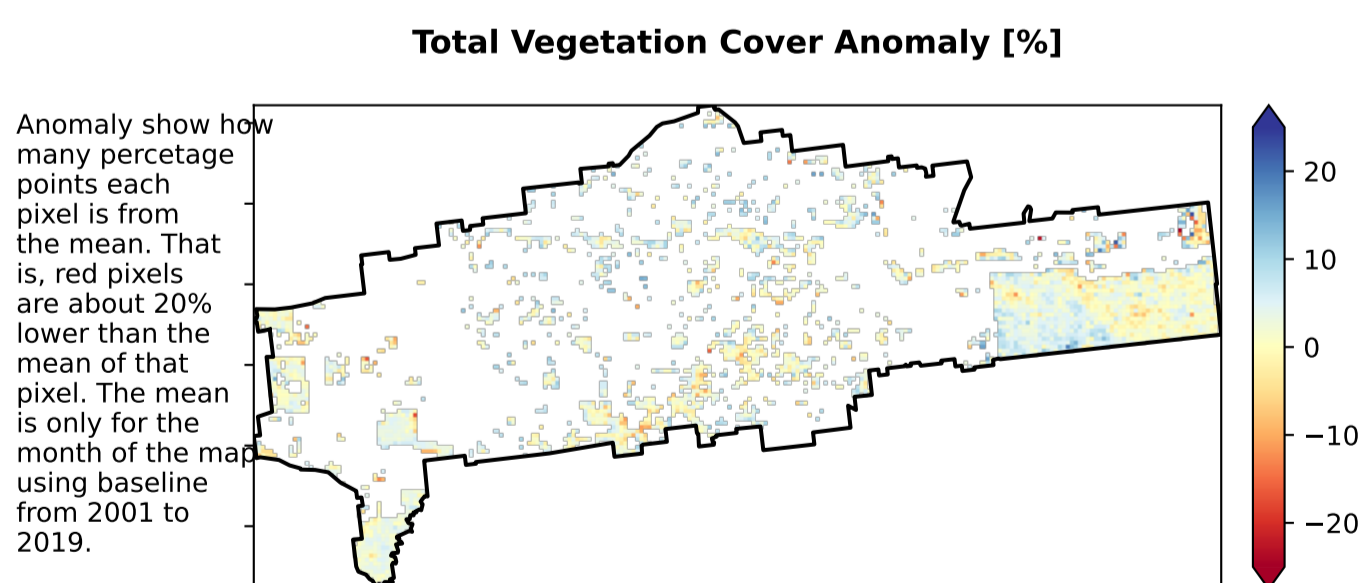 Total Vegetation Cover Anomaly [%]
Anomaly show how
many percetage
points each
pixel is from
the mean. That
is, red pixels
are about 20%
lower than the
mean of that
pixel. The mean
is only for the
month of the map
using baseline
from 2001 to
2019.
20
10
0
−10
−20